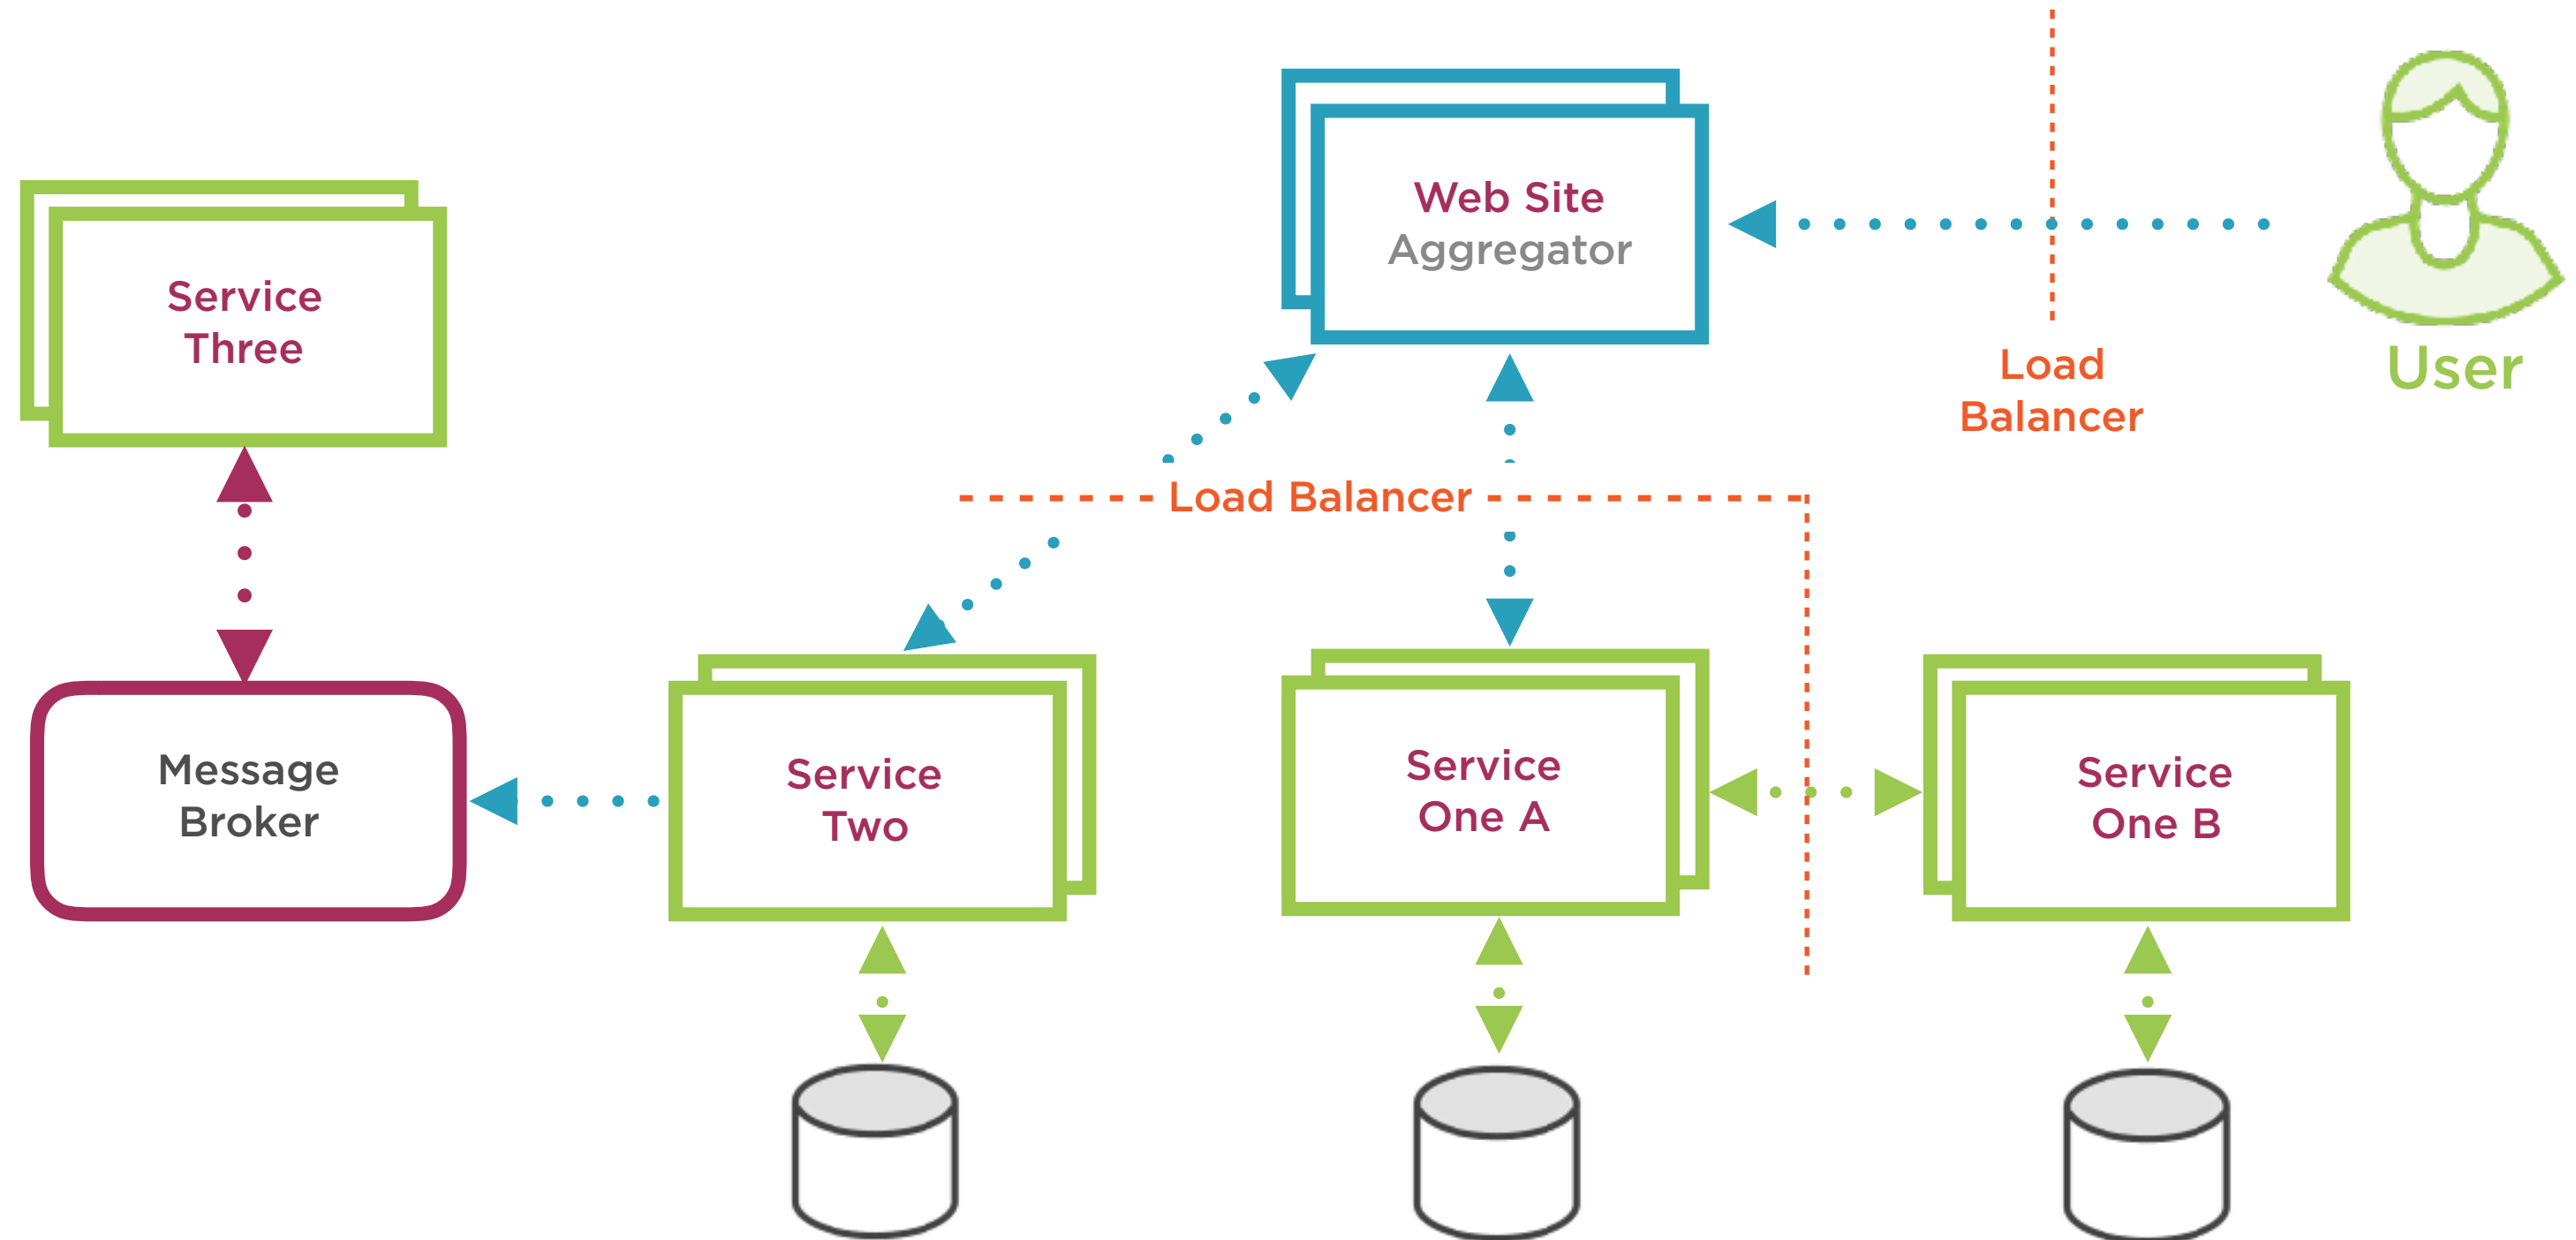 Web Site
Aggregator
Service
Three
Load
Balancer
User
Load Balancer
Message
Broker
Service
Two
Service
One A
Service
One B